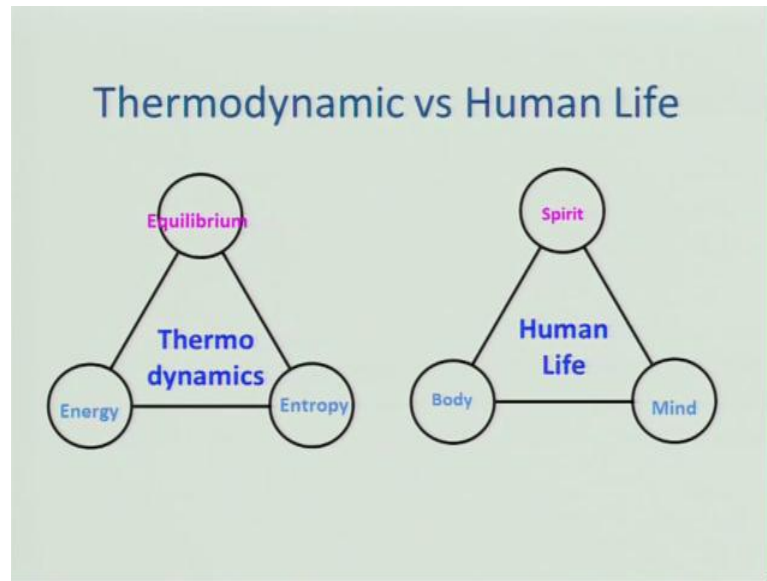 Thermodynamic vs Human Life
Equilibrium
Thermo
dynamics
Energy
Entropy
Spirit
Human
Life
Body
Mind